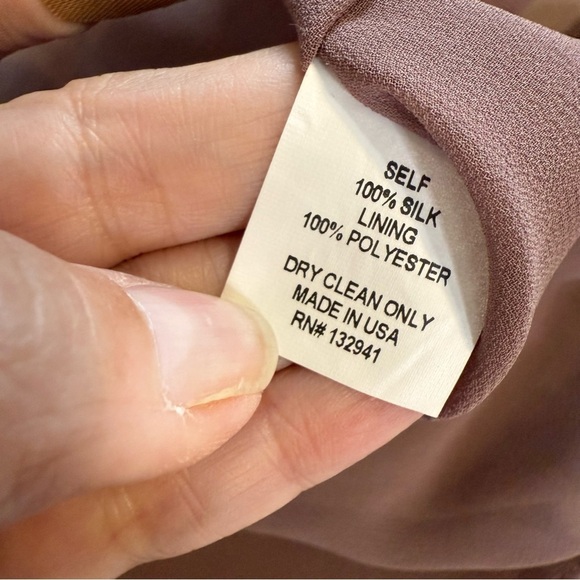 SELF
100% SILK
LINING
100% POLYESTER
DRY CLEAN ONLY
MADE IN USA
RN# 132941